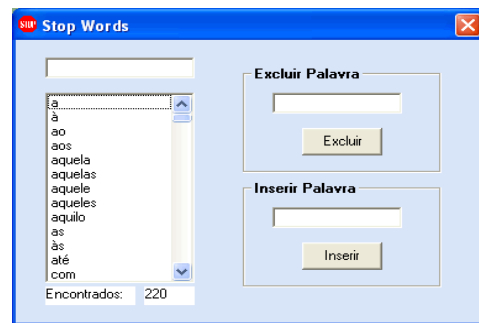 STOP Stop Words
a
à
ao
aos
aquela
aquelas
aquele
aqueles
aquilo
as
às
até
com
Encontrados: 220
Excluir Palavra
Excluir
Inserir Palavra
Inserir